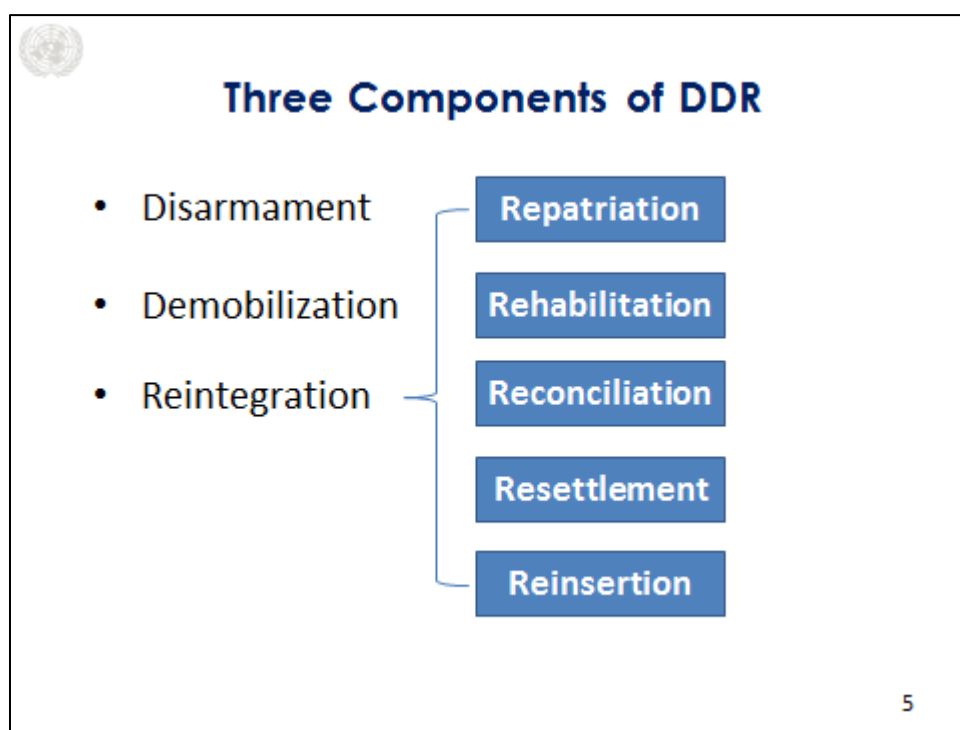 Three Components of DDR
• Disarmament
• Demobilization
• Reintegration
Repatriation
Rehabilitation
Reconciliation
Resettlement
Reinsertion
5